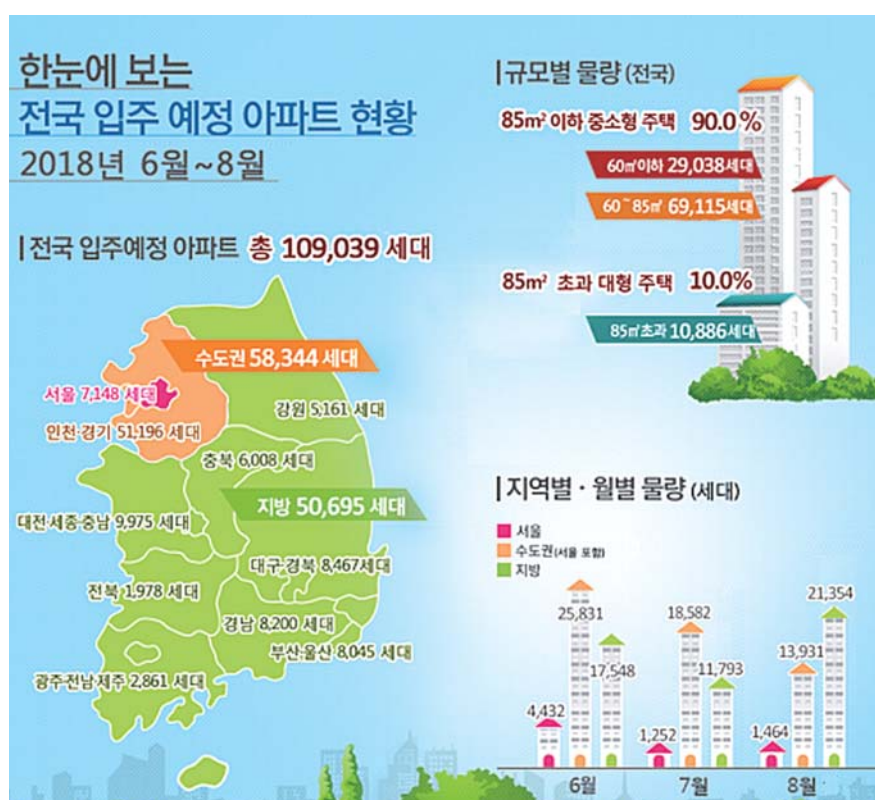 한눈에 보는
전국 입주 예정 아파트 현황
2018년 6월~8월
전국 입주예정 아파트 총 109,039 세대
수도권 58,344 세대
서울 7,148 세대
인천·경기 51,196 세대
강원 5,161 세대
충북 6,008 세대
지방 50,695 세대
대전·세종·충남 9,975 세대
대구·경북 8,467세대
전북 1,978 세대
경남 8,200 세대
부산·울산 8,045 세대
광주·전남·제주 2,861 세대
규모별 물량 (전국)
85m² 이하 중소형 주택 90.0%
60㎡이하 29,038세대
60~85㎡ 69,115세대
85m² 초과 대형 주택 10.0%
85㎡초과 10,886세대
지역별·월별 물량 (세대)
서울
수도권(서울 포함)
지방
4,432
25,831
17,548
1,252
18,582
11,793
1,464
13,931
21,354
6월
7월
8월